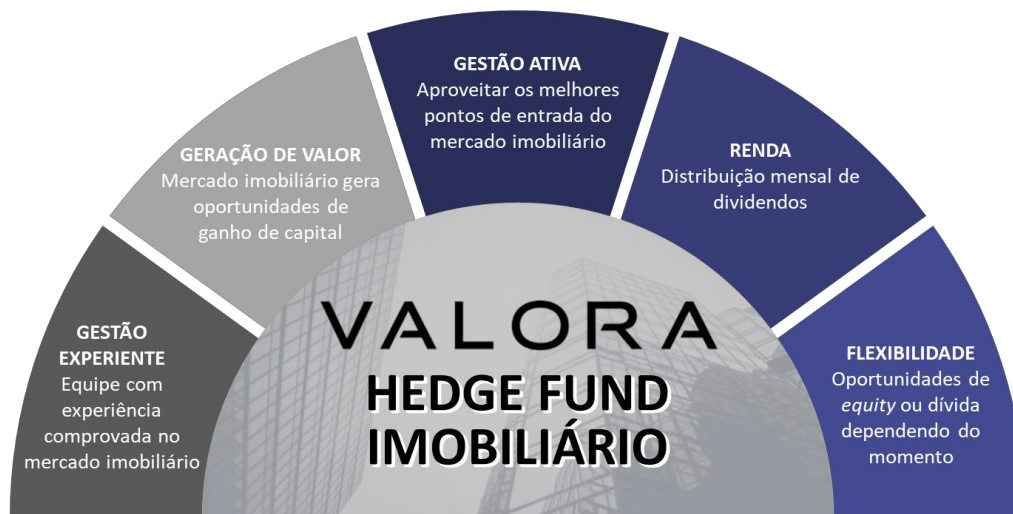 GESTÃO ATIVA
Aproveitar os melhores
pontos de entrada do
mercado imobiliário
GERAÇÃO DE VALOR
Mercado imobiliário gera
oportunidades de
ganho de capital
RENDA
Distribuição mensal de
dividendos
GESTÃO
EXPERIENTE
Equipe com
experiência
comprovada no
mercado imobiliário
VALORA
HEDGE FUND
IMOBILIÁRIO
FLEXIBILIDADE
Oportunidades de
equity ou dívida
dependendo do
momento